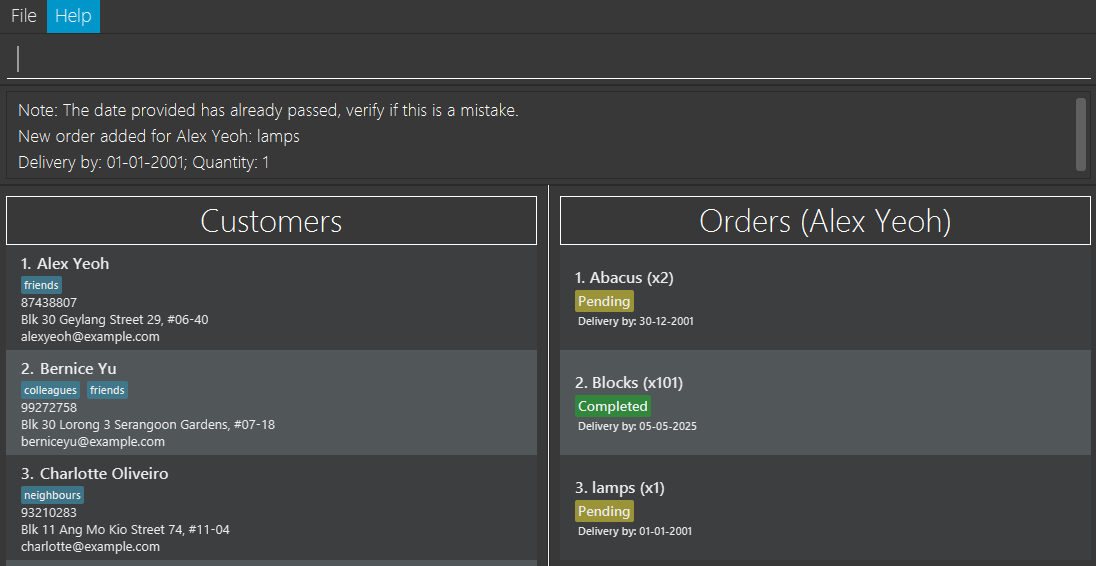 File Help
Note: The date provided has already passed, verify if this is a mistake.
New order added for Alex Yeoh: lamps
Delivery by: 01-01-2001; Quantity: 1
Customers
1. Alex Yeoh
friends
87438807
Blk 30 Geylang Street 29, #06-40
alexyeoh@example.com
2. Bernice Yu
colleagues friends
99272758
Blk 30 Lorong 3 Serangoon Gardens, #07-18
berniceyu@example.com
3. Charlotte Oliveiro
neighbours
93210283
Blk 11 Ang Mo Kio Street 74, #11-04
charlotte@example.com
Orders (Alex Yeoh)
1. Abacus (x2)
Pending
Delivery by: 30-12-2001
2. Blocks (x101)
Completed
Delivery by: 05-05-2025
3. lamps (x1)
Pending
Delivery by: 01-01-2001